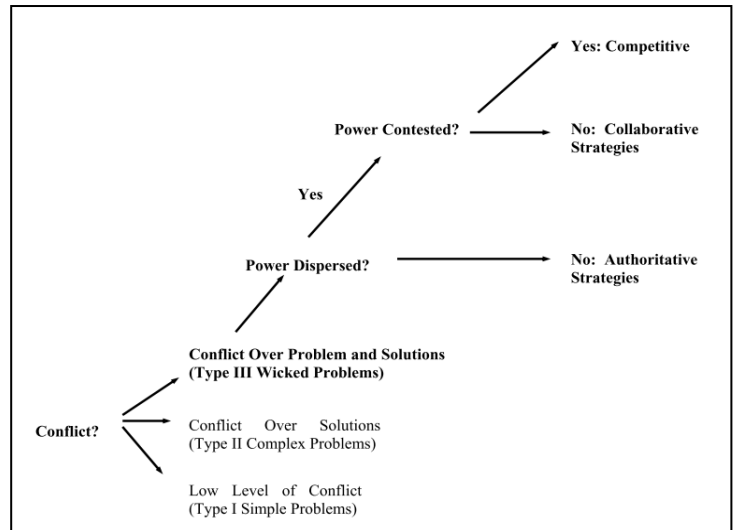 Yes: Competitive
Power Contested?
No: Collaborative
Strategies
Yes
Power Dispersed?
No: Authoritative
Strategies
Conflict Over Problem and Solutions
(Type III Wicked Problems)
Conflict?
Conflict Over Solutions
(Type II Complex Problems)
Low Level of Conflict
(Type I Simple Problems)